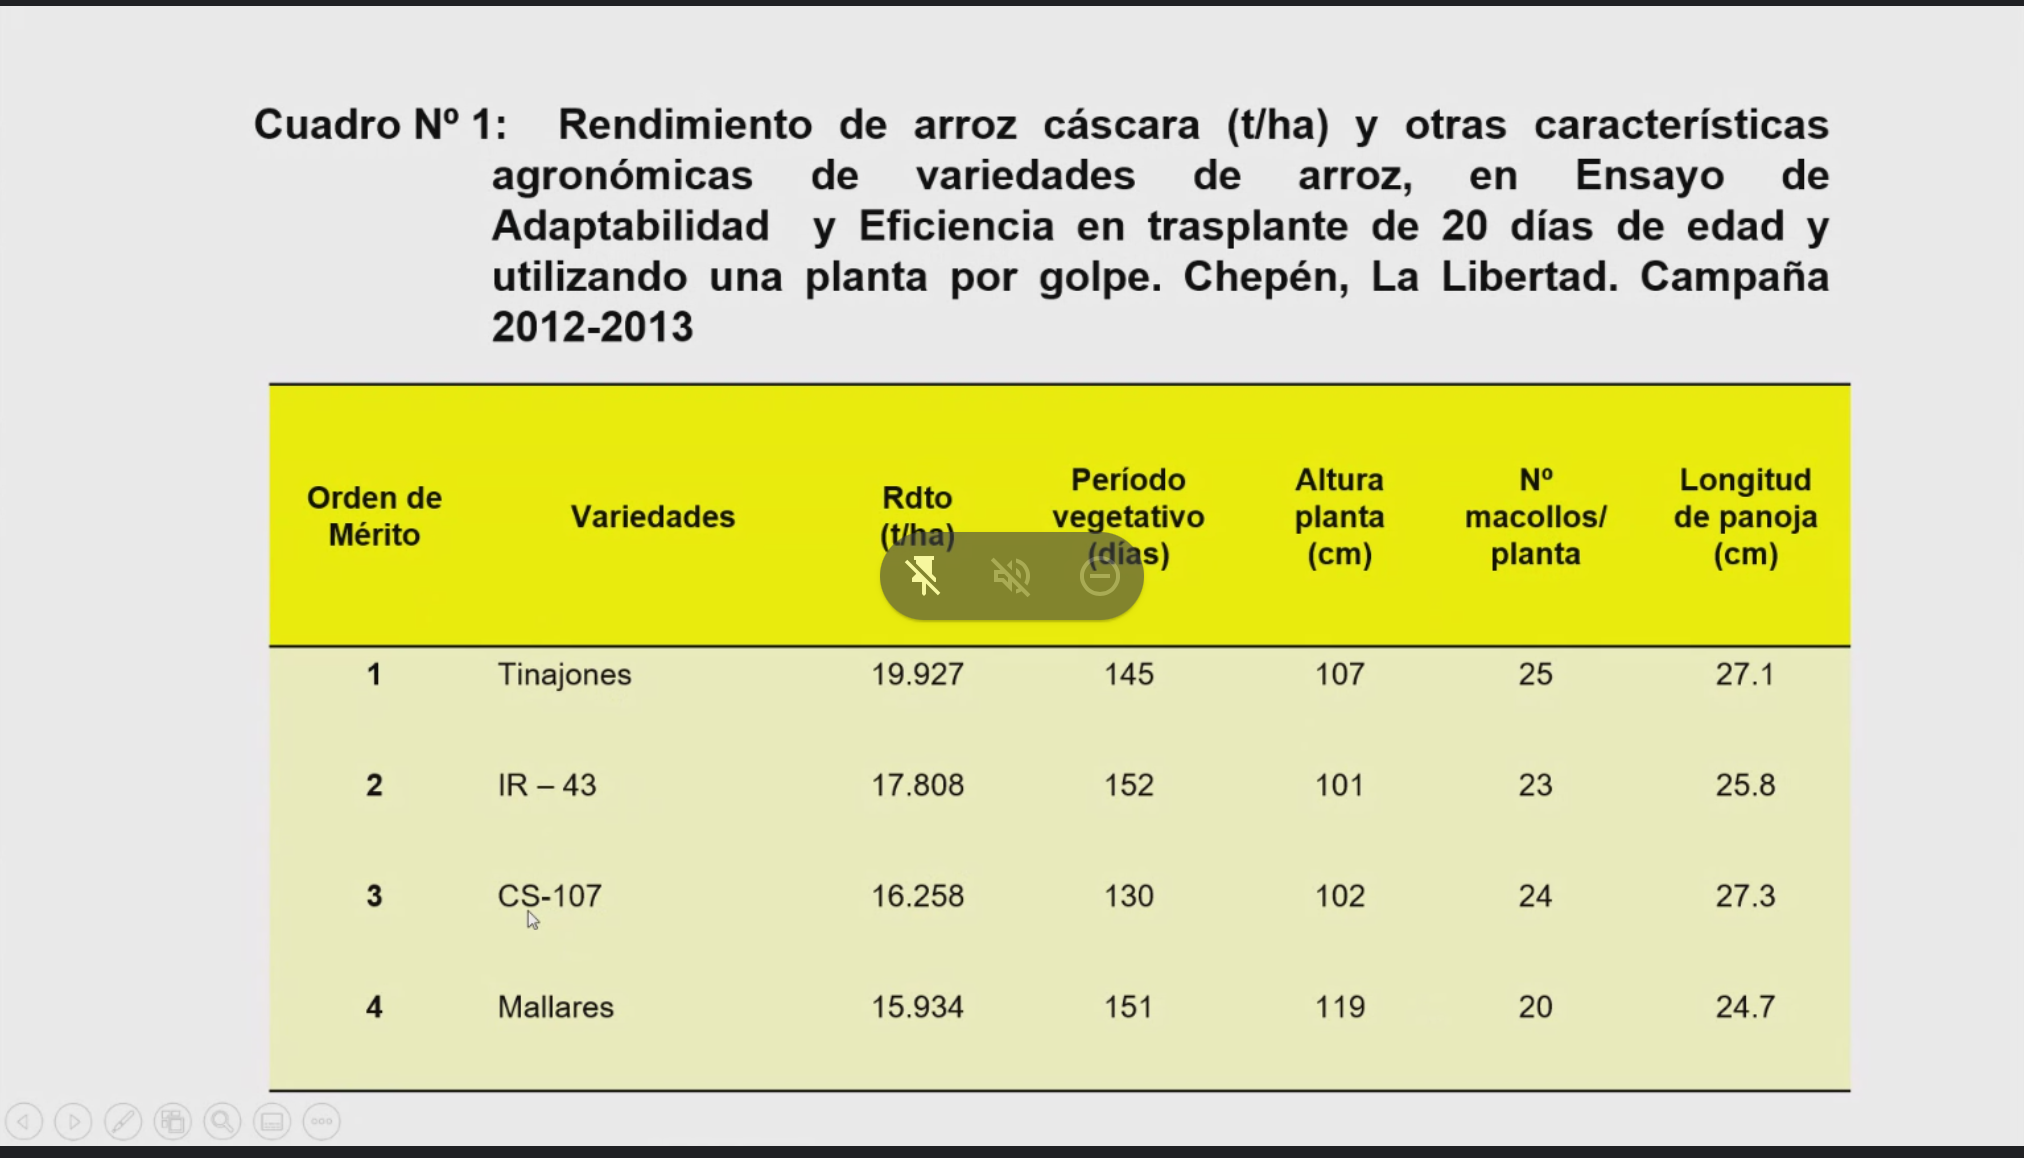 Cuadro Nº 1: Rendimiento de arroz cáscara (t/ha) y otras características
agronómicas de variedades de arroz, en Ensayo de
Adaptabilidad y Eficiencia en trasplante de 20 días de edad y
utilizando una planta por golpe. Chepén, La Libertad. Campaña
2012-2013
Orden de Mérito Variedades Rdto (t/ha) Período vegetativo (días) Altura planta (cm) Nº macollos/ planta Longitud de panoja (cm)
1 Tinajones 19.927 145 107 25 27.1
2 IR – 43 17.808 152 101 23 25.8
3 CS-107 16.258 130 102 24 27.3
4 Mallares 15.934 151 119 20 24.7